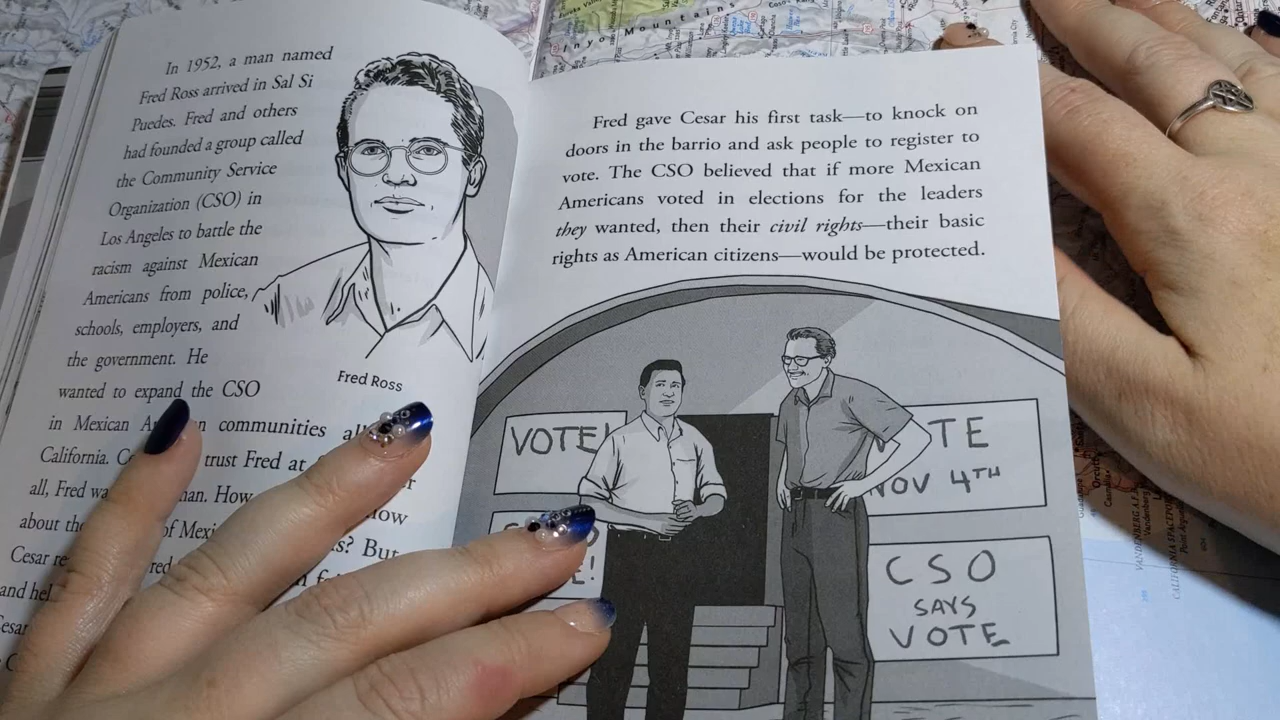 In 1952, a man named
Fred Ross arrived in Sal Si
Puedes. Fred and others
had founded a group called
the Community Service
Organization (CSO) in
Los Angeles to battle the
racism against Mexican
Americans from police,
schools, employers, and
the government. He
wanted to expand the CSO
in Mexican communities
California. trust Fred at
all, Fred How
about the of
Cesar
and
Fred Ross
Fred gave Cesar his first task—to knock on
doors in the barrio and ask people to register to
vote. The CSO believed that if more Mexican
Americans voted in elections for the leaders
they wanted, then their civil rights—their basic
rights as American citizens—would be protected.
VOTE!
TE
NOV 4TH
CSO
SAYS
VOTE
Inyo Mountains